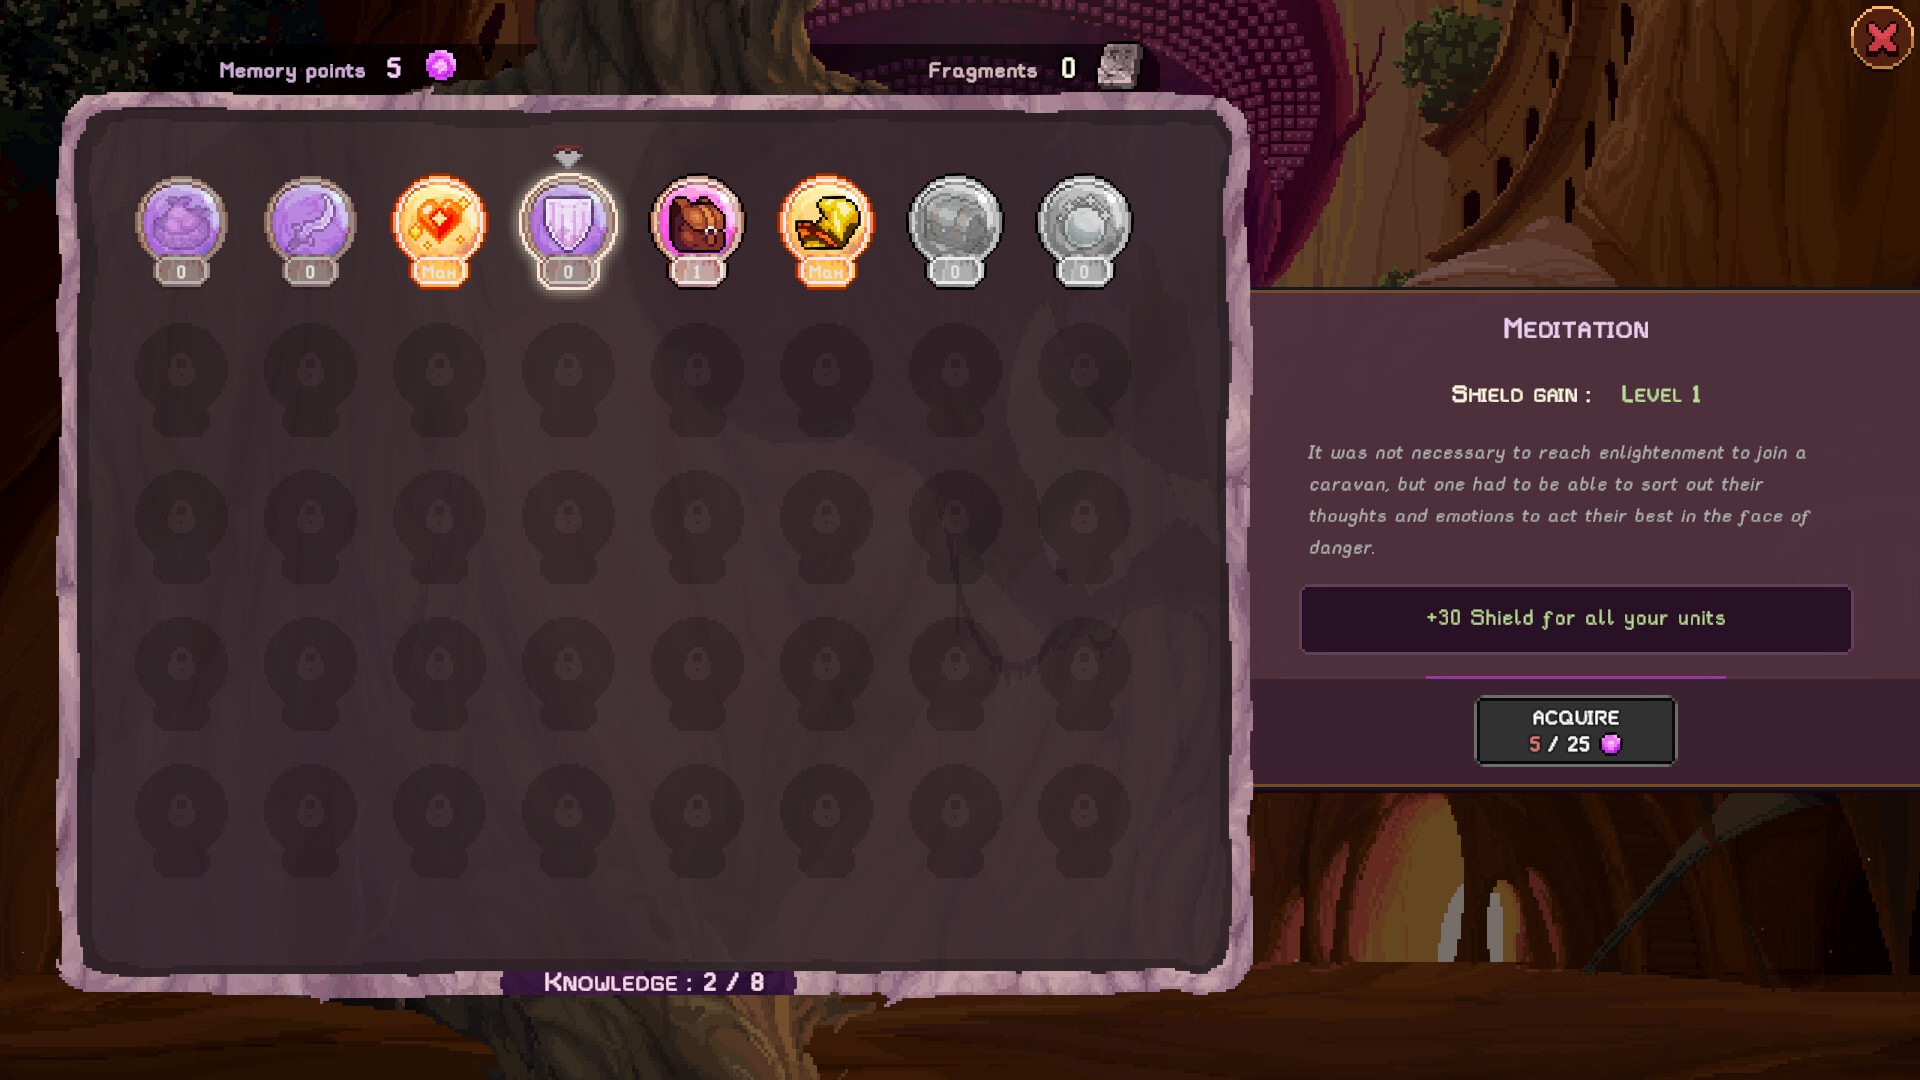 Memory points 5
Fragments 0
0 0 Max 0 1 Max 0 0
MEDITATION
SHIELD GAIN : LEVEL 1
It was not necessary to reach enlightenment to join a
caravan, but one had to be able to sort out their
thoughts and emotions to act their best in the face of
danger.
+30 Shield for all your units
ACQUIRE
5 / 25
KNOWLEDGE : 2 / 8